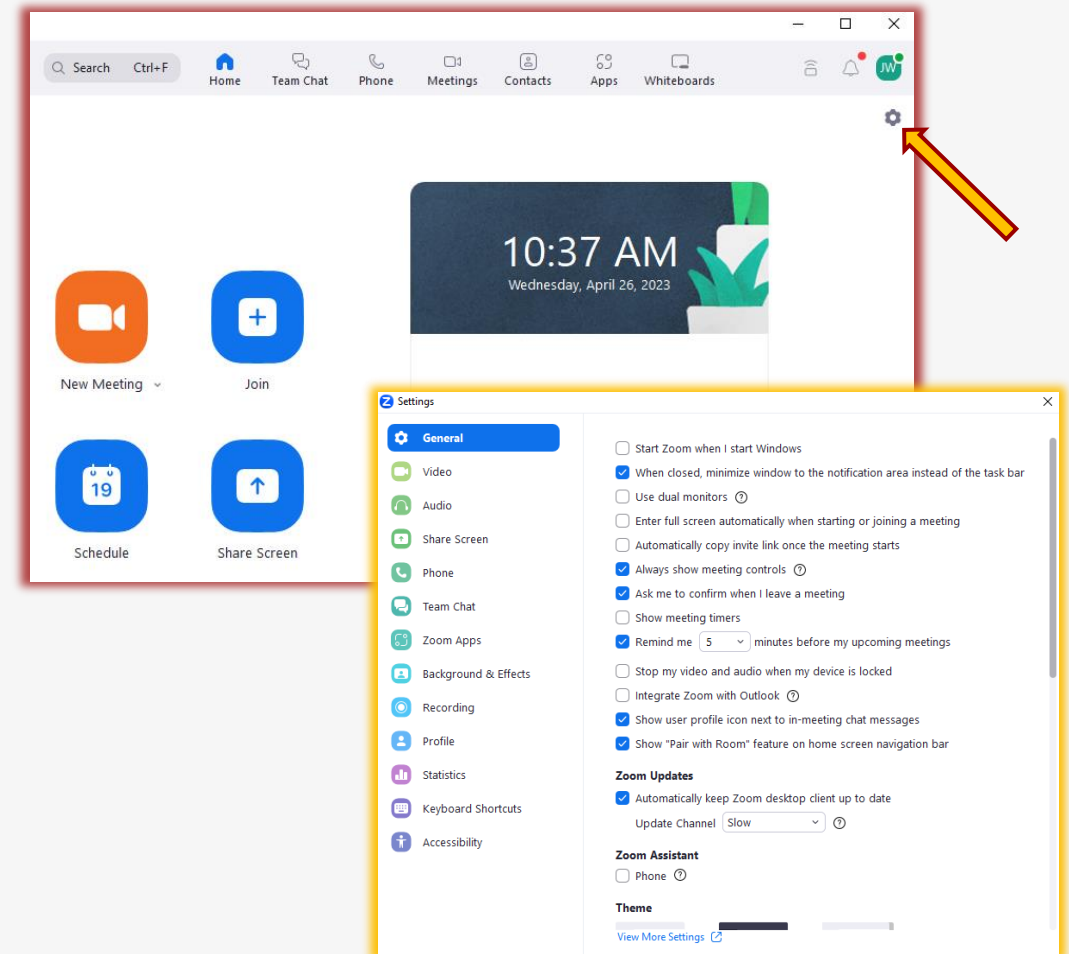 Search Ctrl+F
Home
Team Chat
Phone
Meetings
Contacts
Apps
Whiteboards
JW
10:37 AM
Wednesday, April 26, 2023
New Meeting
Join
19
Schedule
Share Screen
Settings
General
Video
Audio
Share Screen
Phone
Team Chat
Zoom Apps
Background & Effects
Recording
Profile
Statistics
Keyboard Shortcuts
Accessibility
Start Zoom when I start Windows
When closed, minimize window to the notification area instead of the task bar
Use dual monitors ?
Enter full screen automatically when starting or joining a meeting
Automatically copy invite link once the meeting starts
Always show meeting controls ?
Ask me to confirm when I leave a meeting
Show meeting timers
Remind me 5 minutes before my upcoming meetings
Stop my video and audio when my device is locked
Integrate Zoom with Outlook ?
Show user profile icon next to in-meeting chat messages
Show "Pair with Room" feature on home screen navigation bar
Zoom Updates
Automatically keep Zoom desktop client up to date
Update Channel Slow ?
Zoom Assistant
Phone ?
Theme
View More Settings